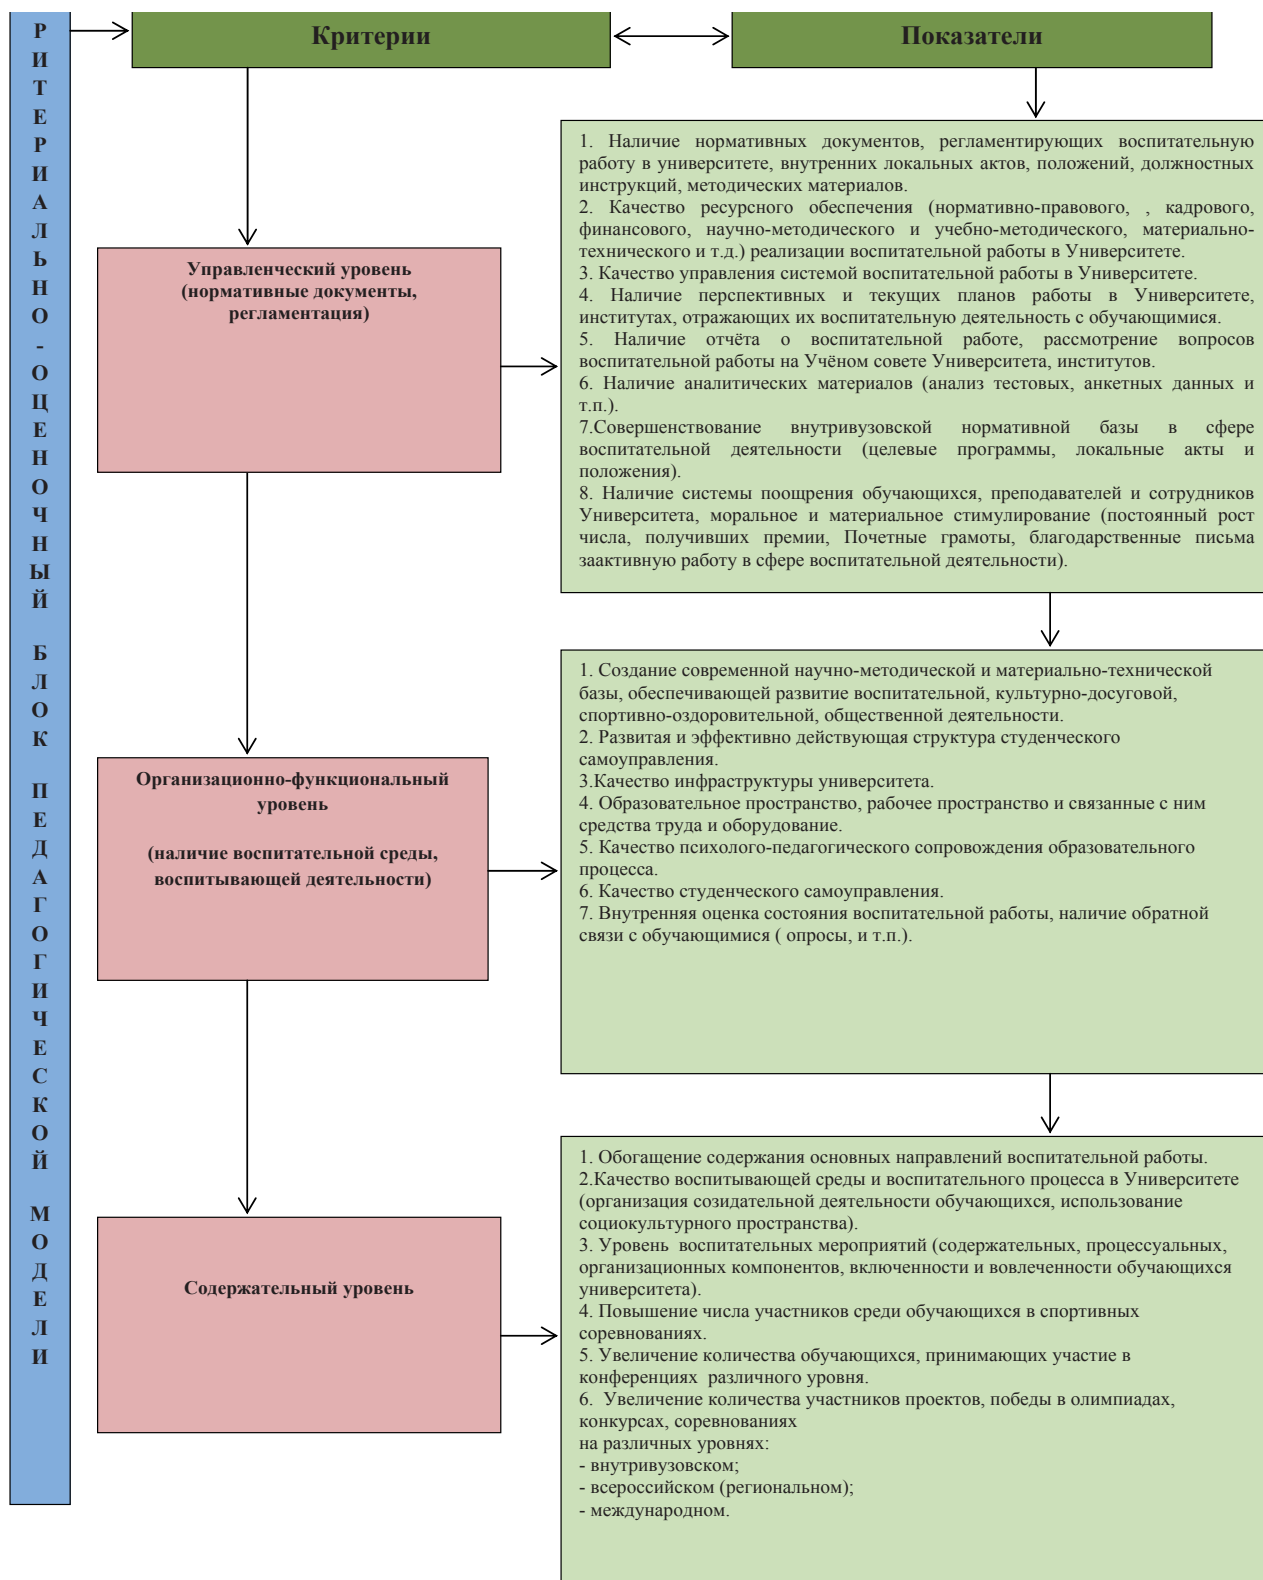 РИТЕРИАЛЬНО-ОЦЕНОЧНЫЙ БЛОК ПЕДАГОГИЧЕСКОЙ МОДЕЛИ
Критерии
Показатели
Управленческий уровень
(нормативные документы,
регламентация)
1. Наличие нормативных документов, регламентирующих воспитательную
работу в университете, внутренних локальных актов, положений, должностных
инструкций, методических материалов.
2. Качество ресурсного обеспечения (нормативно-правового, , кадрового,
финансового, научно-методического и учебно-методического, материально-
технического и т.д.) реализации воспитательной работы в Университете.
3. Качество управления системой воспитательной работы в Университете.
4. Наличие перспективных и текущих планов работы в Университете,
институтах, отражающих их воспитательную деятельность с обучающимися.
5. Наличие отчёта о воспитательной работе, рассмотрение вопросов
воспитательной работы на Учёном совете Университета, институтов.
6. Наличие аналитических материалов (анализ тестовых, анкетных данных и
т.п.).
7.Совершенствование внутривузовской нормативной базы в сфере
воспитательной деятельности (целевые программы, локальные акты и
положения).
8. Наличие системы поощрения обучающихся, преподавателей и сотрудников
Университета, моральное и материальное стимулирование (постоянный рост
числа, получивших премии, Почетные грамоты, благодарственные письма
заактивную работу в сфере воспитательной деятельности).
Организационно-функциональный
уровень
(наличие воспитательной среды,
воспитывающей деятельности)
1. Создание современной научно-методической и материально-технической
базы, обеспечивающей развитие воспитательной, культурно-досуговой,
спортивно-оздоровительной, общественной деятельности.
2. Развитая и эффективно действующая структура студенческого
самоуправления.
3.Качество инфраструктуры университета.
4. Образовательное пространство, рабочее пространство и связанные с ним
средства труда и оборудование.
5. Качество психолого-педагогического сопровождения образовательного
процесса.
6. Качество студенческого самоуправления.
7. Внутренняя оценка состояния воспитательной работы, наличие обратной
связи с обучающимися ( опросы, и т.п.).
Содержательный уровень
1. Обогащение содержания основных направлений воспитательной работы.
2.Качество воспитывающей среды и воспитательного процесса в Университете
(организация созидательной деятельности обучающихся, использование
социокультурного пространства).
3. Уровень воспитательных мероприятий (содержательных, процессуальных,
организационных компонентов, включенности и вовлеченности обучающихся
университета).
4. Повышение числа участников среди обучающихся в спортивных
соревнованиях.
5. Увеличение количества обучающихся, принимающих участие в
конференциях различного уровня.
6. Увеличение количества участников проектов, победы в олимпиадах,
конкурсах, соревнованиях
на различных уровнях:
- внутривузовском;
- всероссийском (региональном);
- международном.